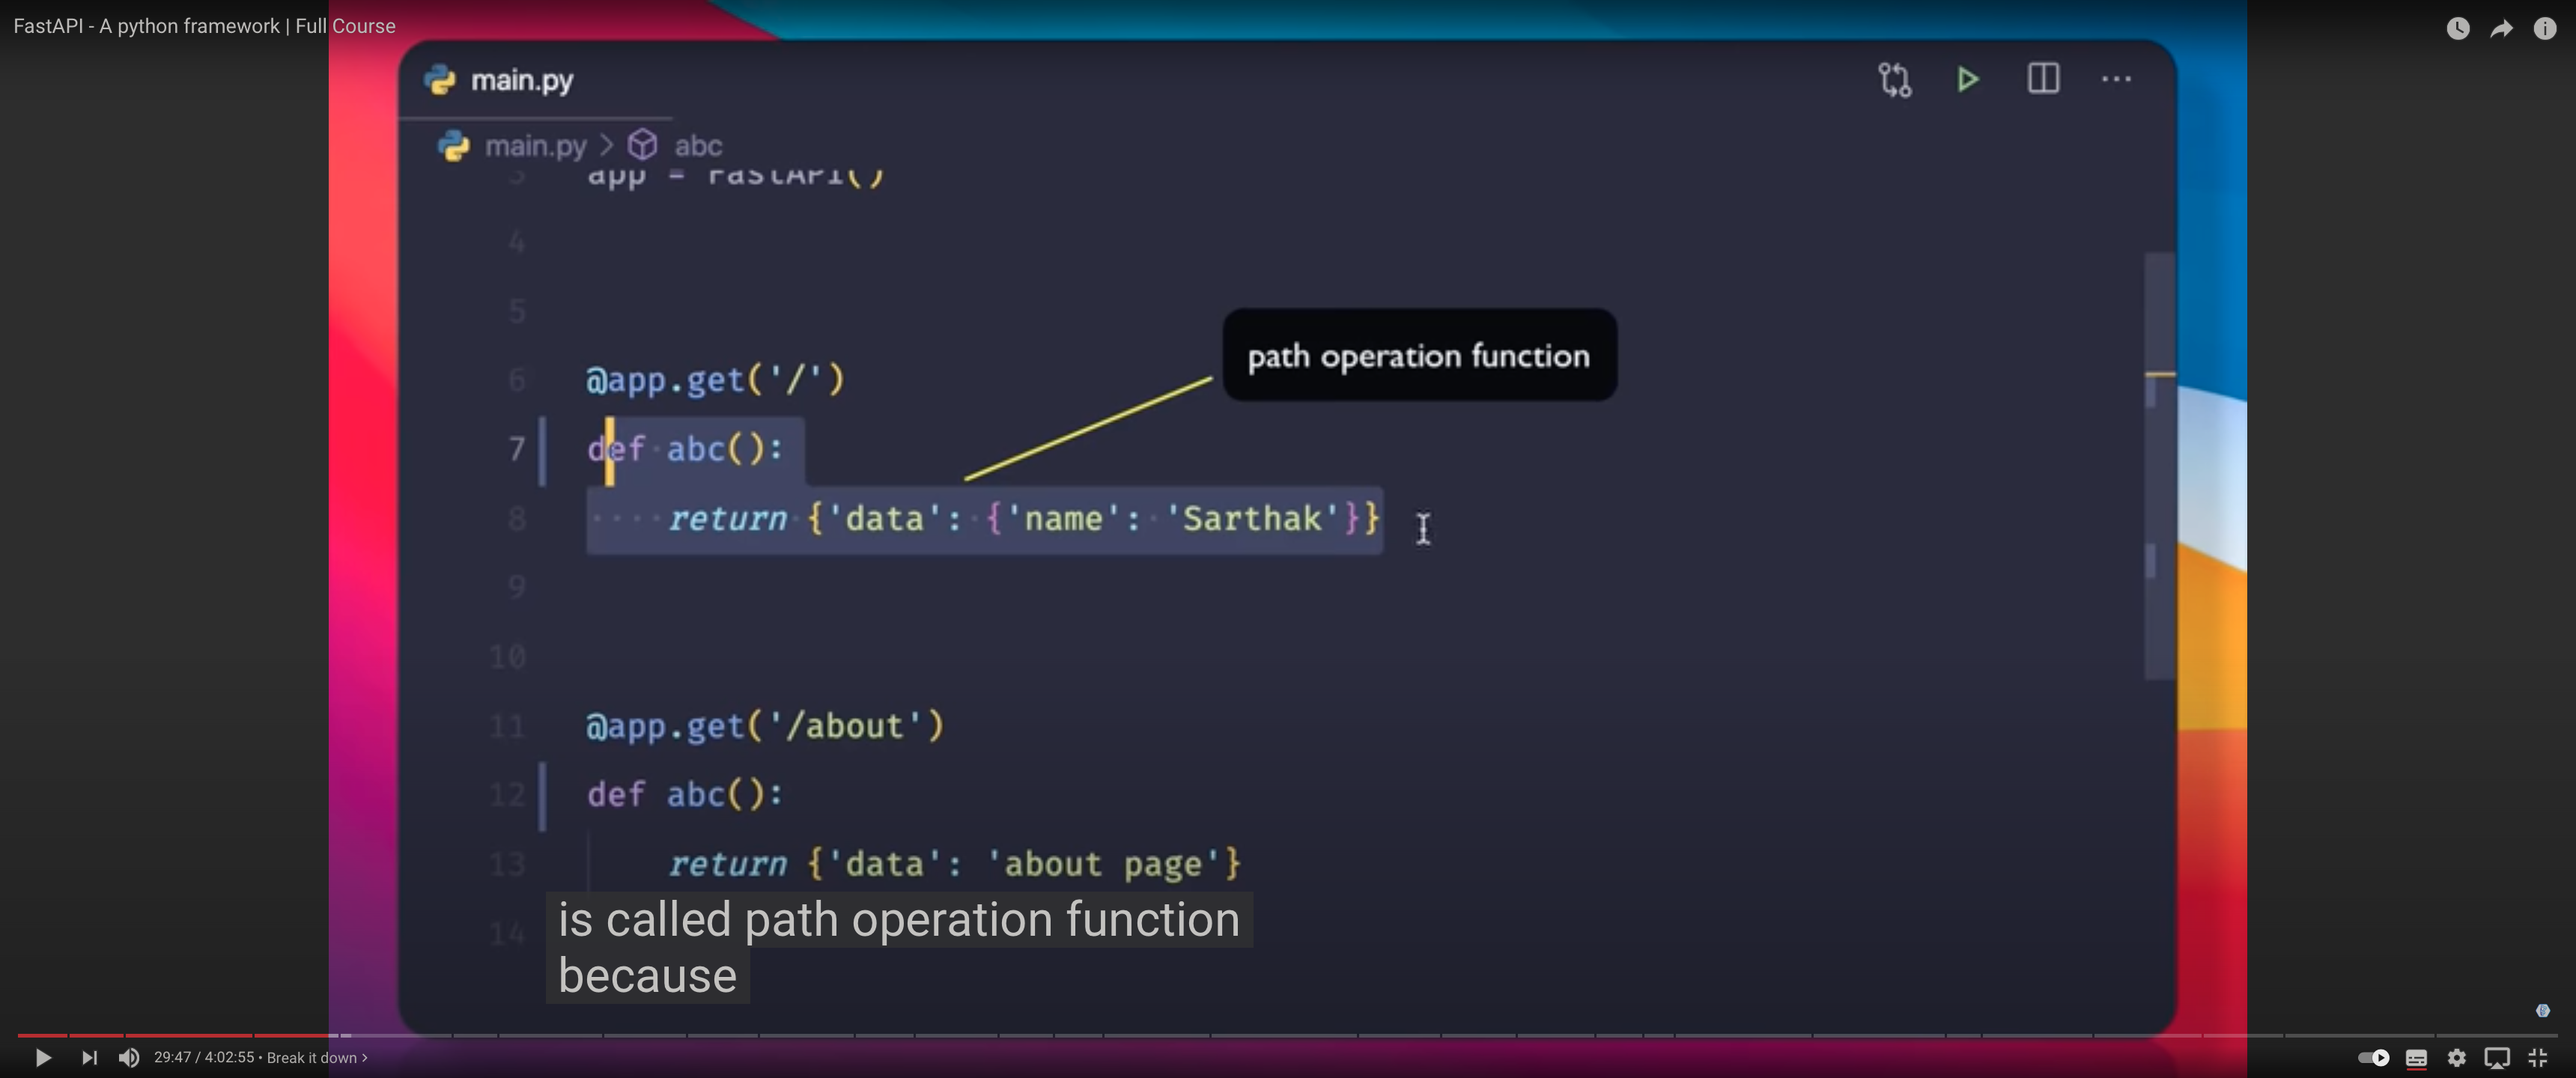 FastAPI - A python framework | Full Course
main.py
main.py > abc
3 app = FastAPI()
4
5
path operation function
6 @app.get('/')
7 def abc():
8 return {'data': {'name': 'Sarthak'}}
9
10
11 @app.get('/about')
12 def abc():
13 return {'data': 'about page'}
14
is called path operation function
because
29:47 / 4:02:55 • Break it down >